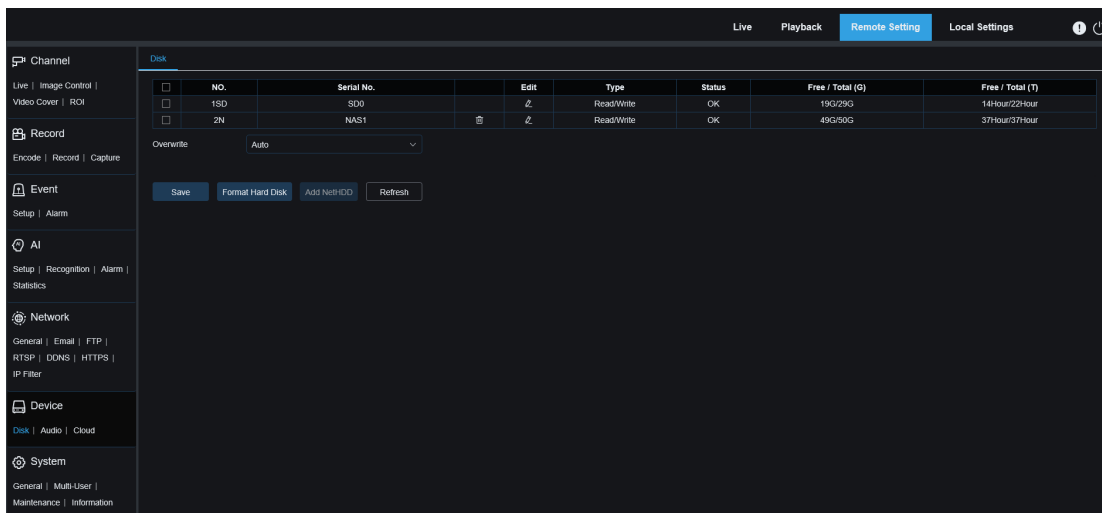 Live Playback Remote Setting Local Settings
Channel
Live | Image Control |
Video Cover | ROI
Record
Encode | Record | Capture
Event
Setup | Alarm
AI
Setup | Recognition | Alarm |
Statistics
Network
General | Email | FTP |
RTSP | DDNS | HTTPS |
IP Filter
Device
Disk | Audio | Cloud
System
General | Multi-User |
Maintenance | Information
Disk
NO. Serial No. Edit Type Status Free / Total (G) Free / Total (T)
1SD SD0 Read/Write OK 19G/29G 14Hour/22Hour
2N NAS1 Read/Write OK 49G/50G 37Hour/37Hour
Overwrite Auto
Save Format Hard Disk Add NetHDD Refresh